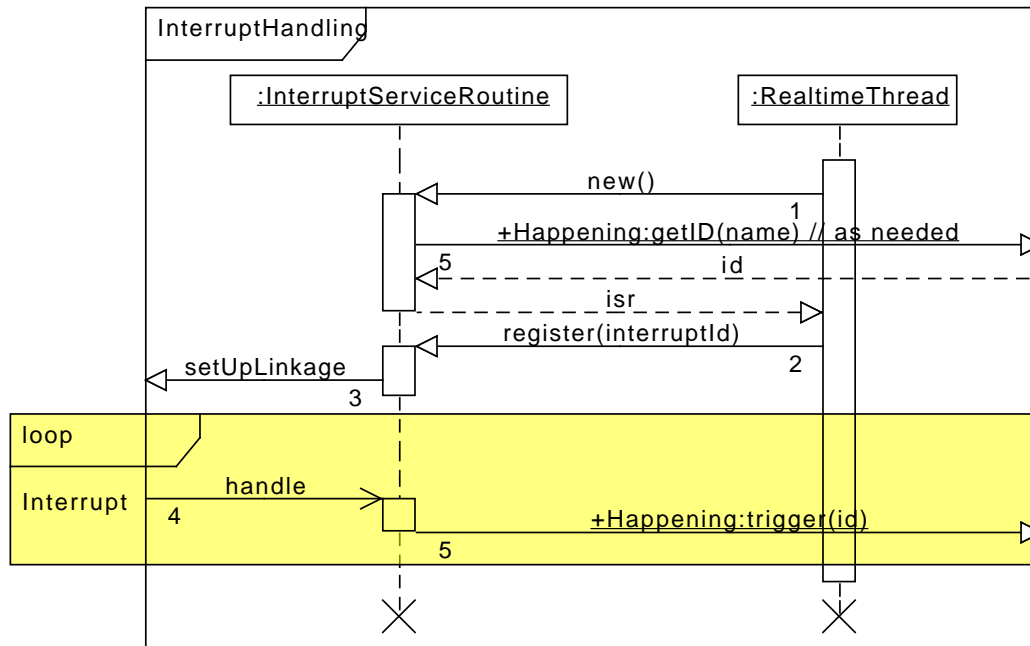 InterruptHandling
:InterruptServiceRoutine
:RealtimeThread
new()
1
+Happening:getID(name) // as needed
5
id
isr
register(interruptId)
2
setUpLinkage
3
loop
Interrupt
handle
4
+Happening:trigger(id)
5